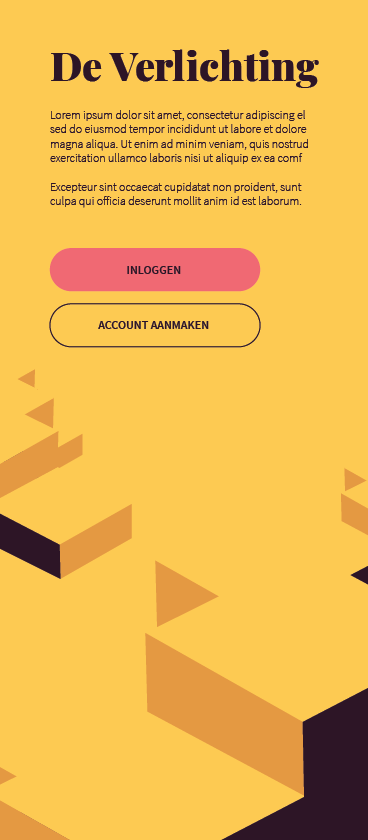 De Verlichting
Lorem ipsum dolor sit amet, consectetur adipiscing el
sed do eiusmod tempor incididunt ut labore et dolore
magna aliqua. Ut enim ad minim veniam, quis nostrud
exercitation ullamco laboris nisi ut aliquip ex ea comf
Excepteur sint occaecat cupidatat non proident, sunt
culpa qui officia deserunt mollit anim id est laborum.
INLOGGEN
ACCOUNT AANMAKEN